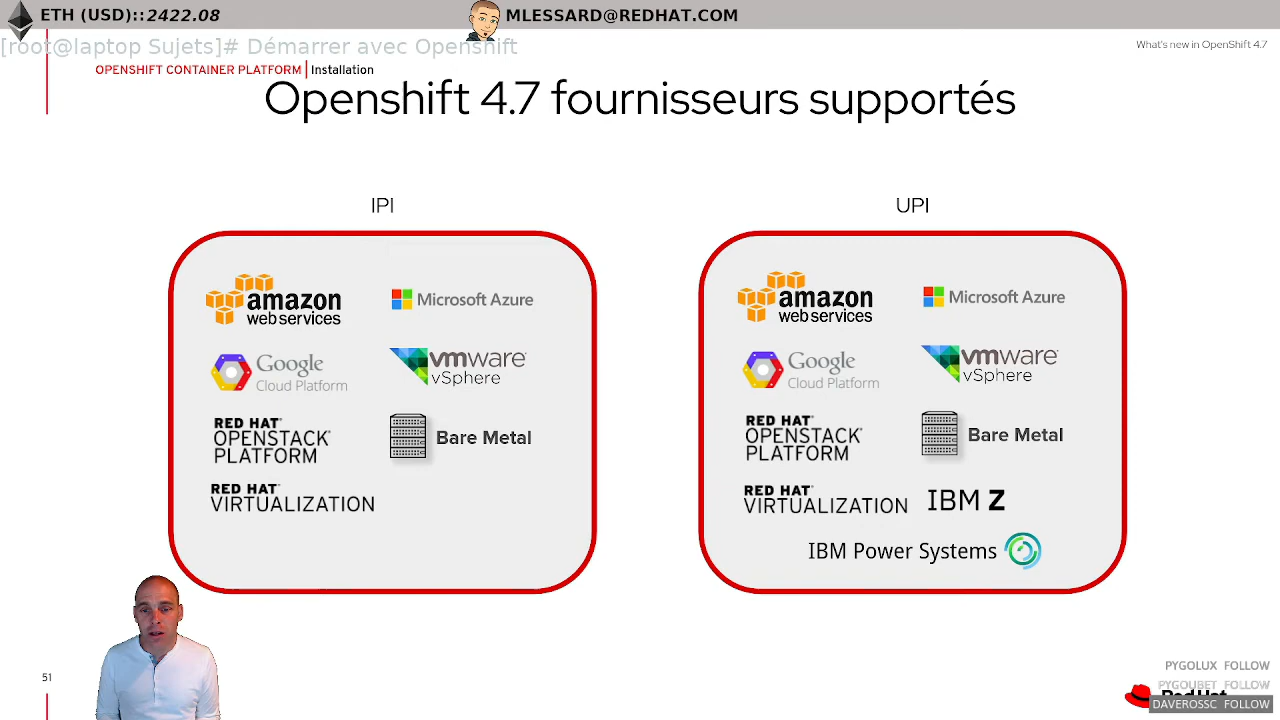 ETH (USD)::2422.08
MLESSARD@REDHAT.COM
[root@laptop Sujets]# Démarrer avec Openshift
What's new in OpenShift 4.7
OPENSHIFT CONTAINER PLATFORM | Installation
Openshift 4.7 fournisseurs supportés
IPI
amazon
web services
Microsoft Azure
Google
Cloud Platform
vmware
vSphere
RED HAT
OPENSTACK
PLATFORM
Bare Metal
RED HAT
VIRTUALIZATION
UPI
amazon
web services
Microsoft Azure
Google
Cloud Platform
vmware
vSphere
RED HAT
OPENSTACK
PLATFORM
Bare Metal
RED HAT
VIRTUALIZATION
IBM Z
IBM Power Systems
51
PYGOLUX FOLLOW
PYGOUBET FOLLOW
Red Hat
DAVEROSSC FOLLOW